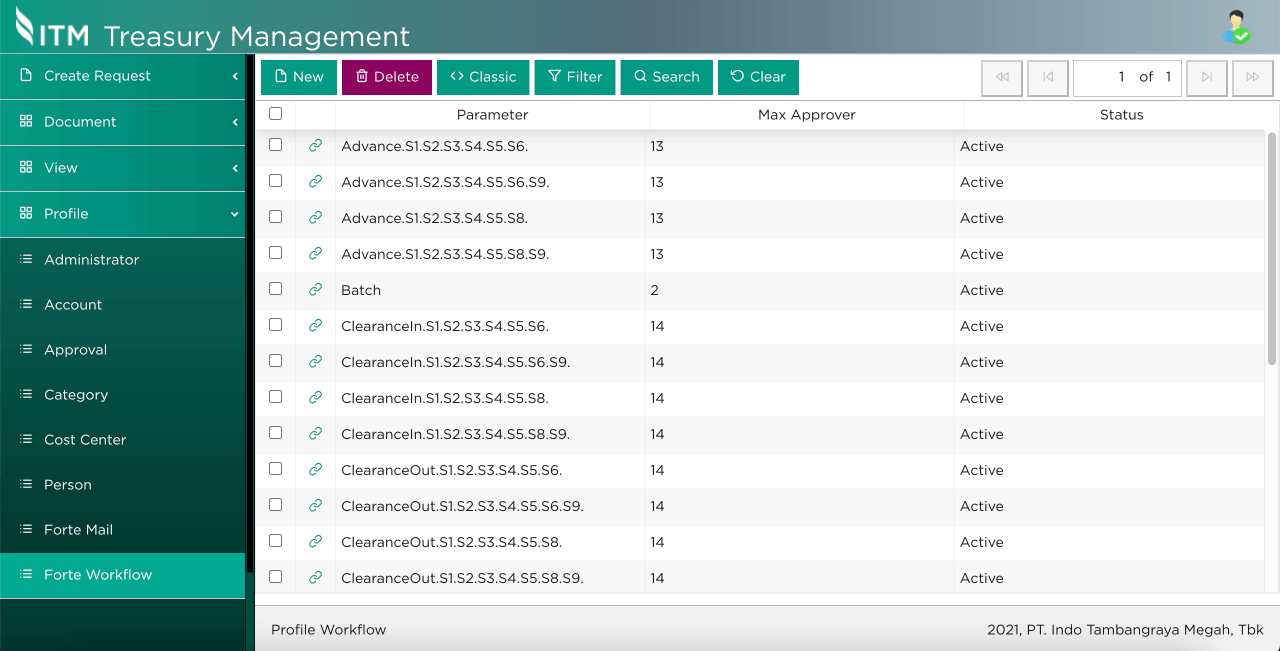 ITM Treasury Management
Create Request
Document
View
Profile
Administrator
Account
Approval
Category
Cost Center
Person
Forte Mail
Forte Workflow
New Delete Classic Filter Search Clear 1 of 1
Parameter Max Approver Status
Advance.S1.S2.S3.S4.S5.S6. 13 Active
Advance.S1.S2.S3.S4.S5.S6.S9. 13 Active
Advance.S1.S2.S3.S4.S5.S8. 13 Active
Advance.S1.S2.S3.S4.S5.S8.S9. 13 Active
Batch 2 Active
ClearanceIn.S1.S2.S3.S4.S5.S6. 14 Active
ClearanceIn.S1.S2.S3.S4.S5.S6.S9. 14 Active
ClearanceIn.S1.S2.S3.S4.S5.S8. 14 Active
ClearanceIn.S1.S2.S3.S4.S5.S8.S9. 14 Active
ClearanceOut.S1.S2.S3.S4.S5.S6. 14 Active
ClearanceOut.S1.S2.S3.S4.S5.S6.S9. 14 Active
ClearanceOut.S1.S2.S3.S4.S5.S8. 14 Active
ClearanceOut.S1.S2.S3.S4.S5.S8.S9. 14 Active
Profile Workflow 2021, PT. Indo Tambangraya Megah, Tbk